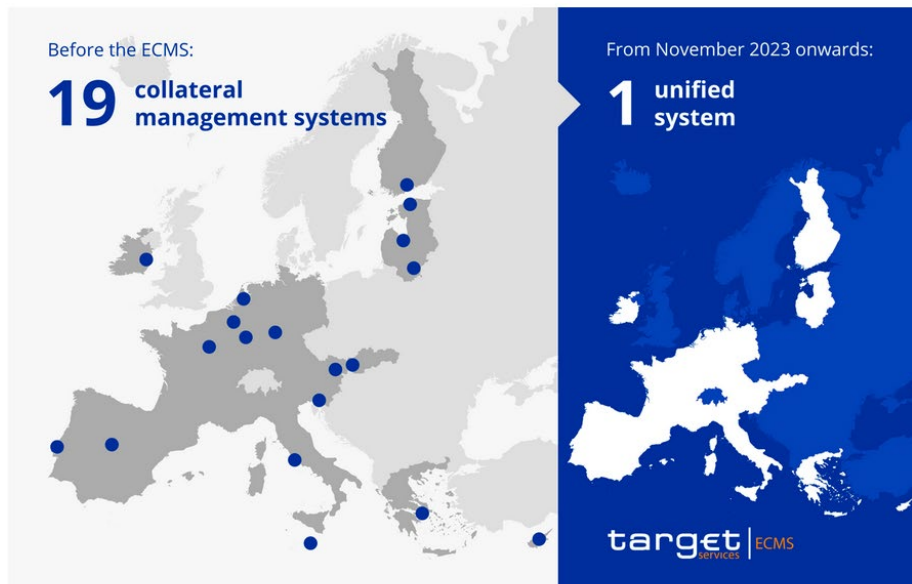 Before the ECMS:
19 collateral
management systems
From November 2023 onwards:
1 unified
system
target
services
ECMS